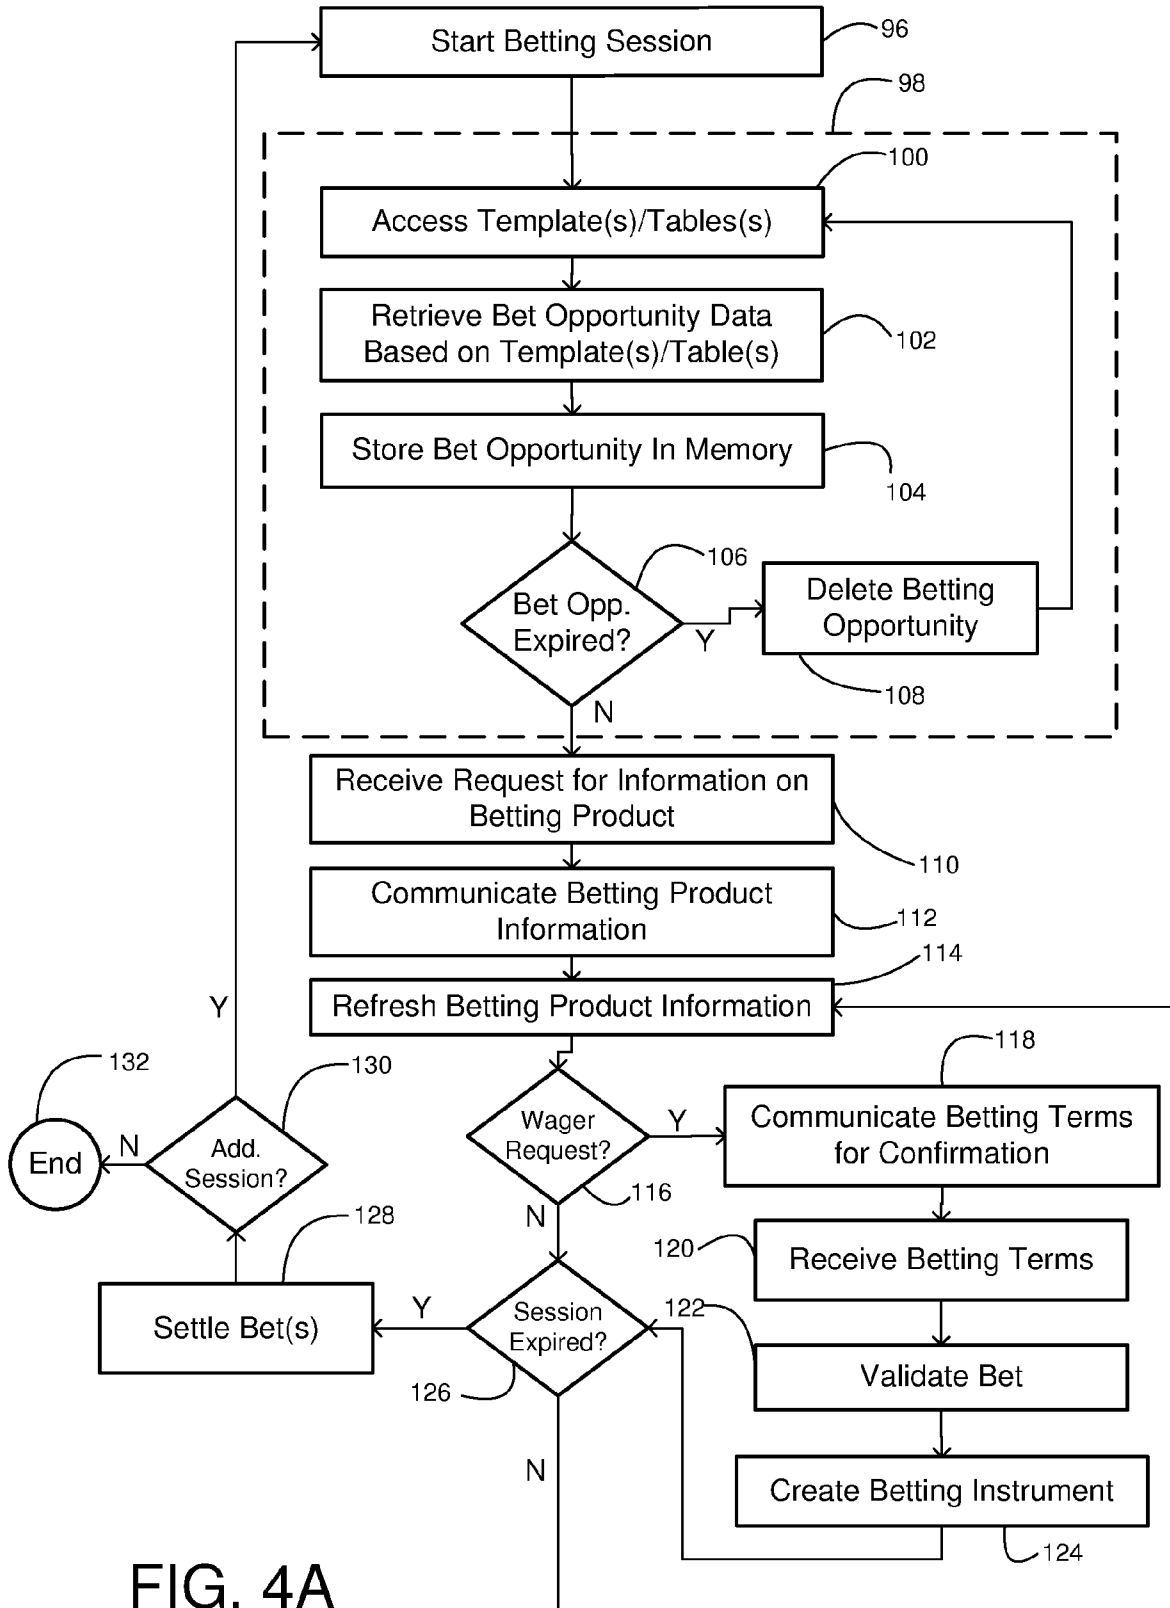 Start Betting Session
96
98
100
Access Template(s)/Tables(s)
Retrieve Bet Opportunity Data
Based on Template(s)/Table(s)
102
Store Bet Opportunity In Memory
104
106
Bet Opp.
Expired?
Y
Delete Betting
Opportunity
108
N
Receive Request for Information on
Betting Product
110
Communicate Betting Product
Information
112
114
Refresh Betting Product Information
Y
118
132
130
Wager
Request?
Y
Communicate Betting Terms
for Confirmation
End
N
Add.
Session?
116
N
128
120
Receive Betting Terms
Settle Bet(s)
Y
Session
Expired?
122
126
Validate Bet
N
Create Betting Instrument
124
FIG. 4A